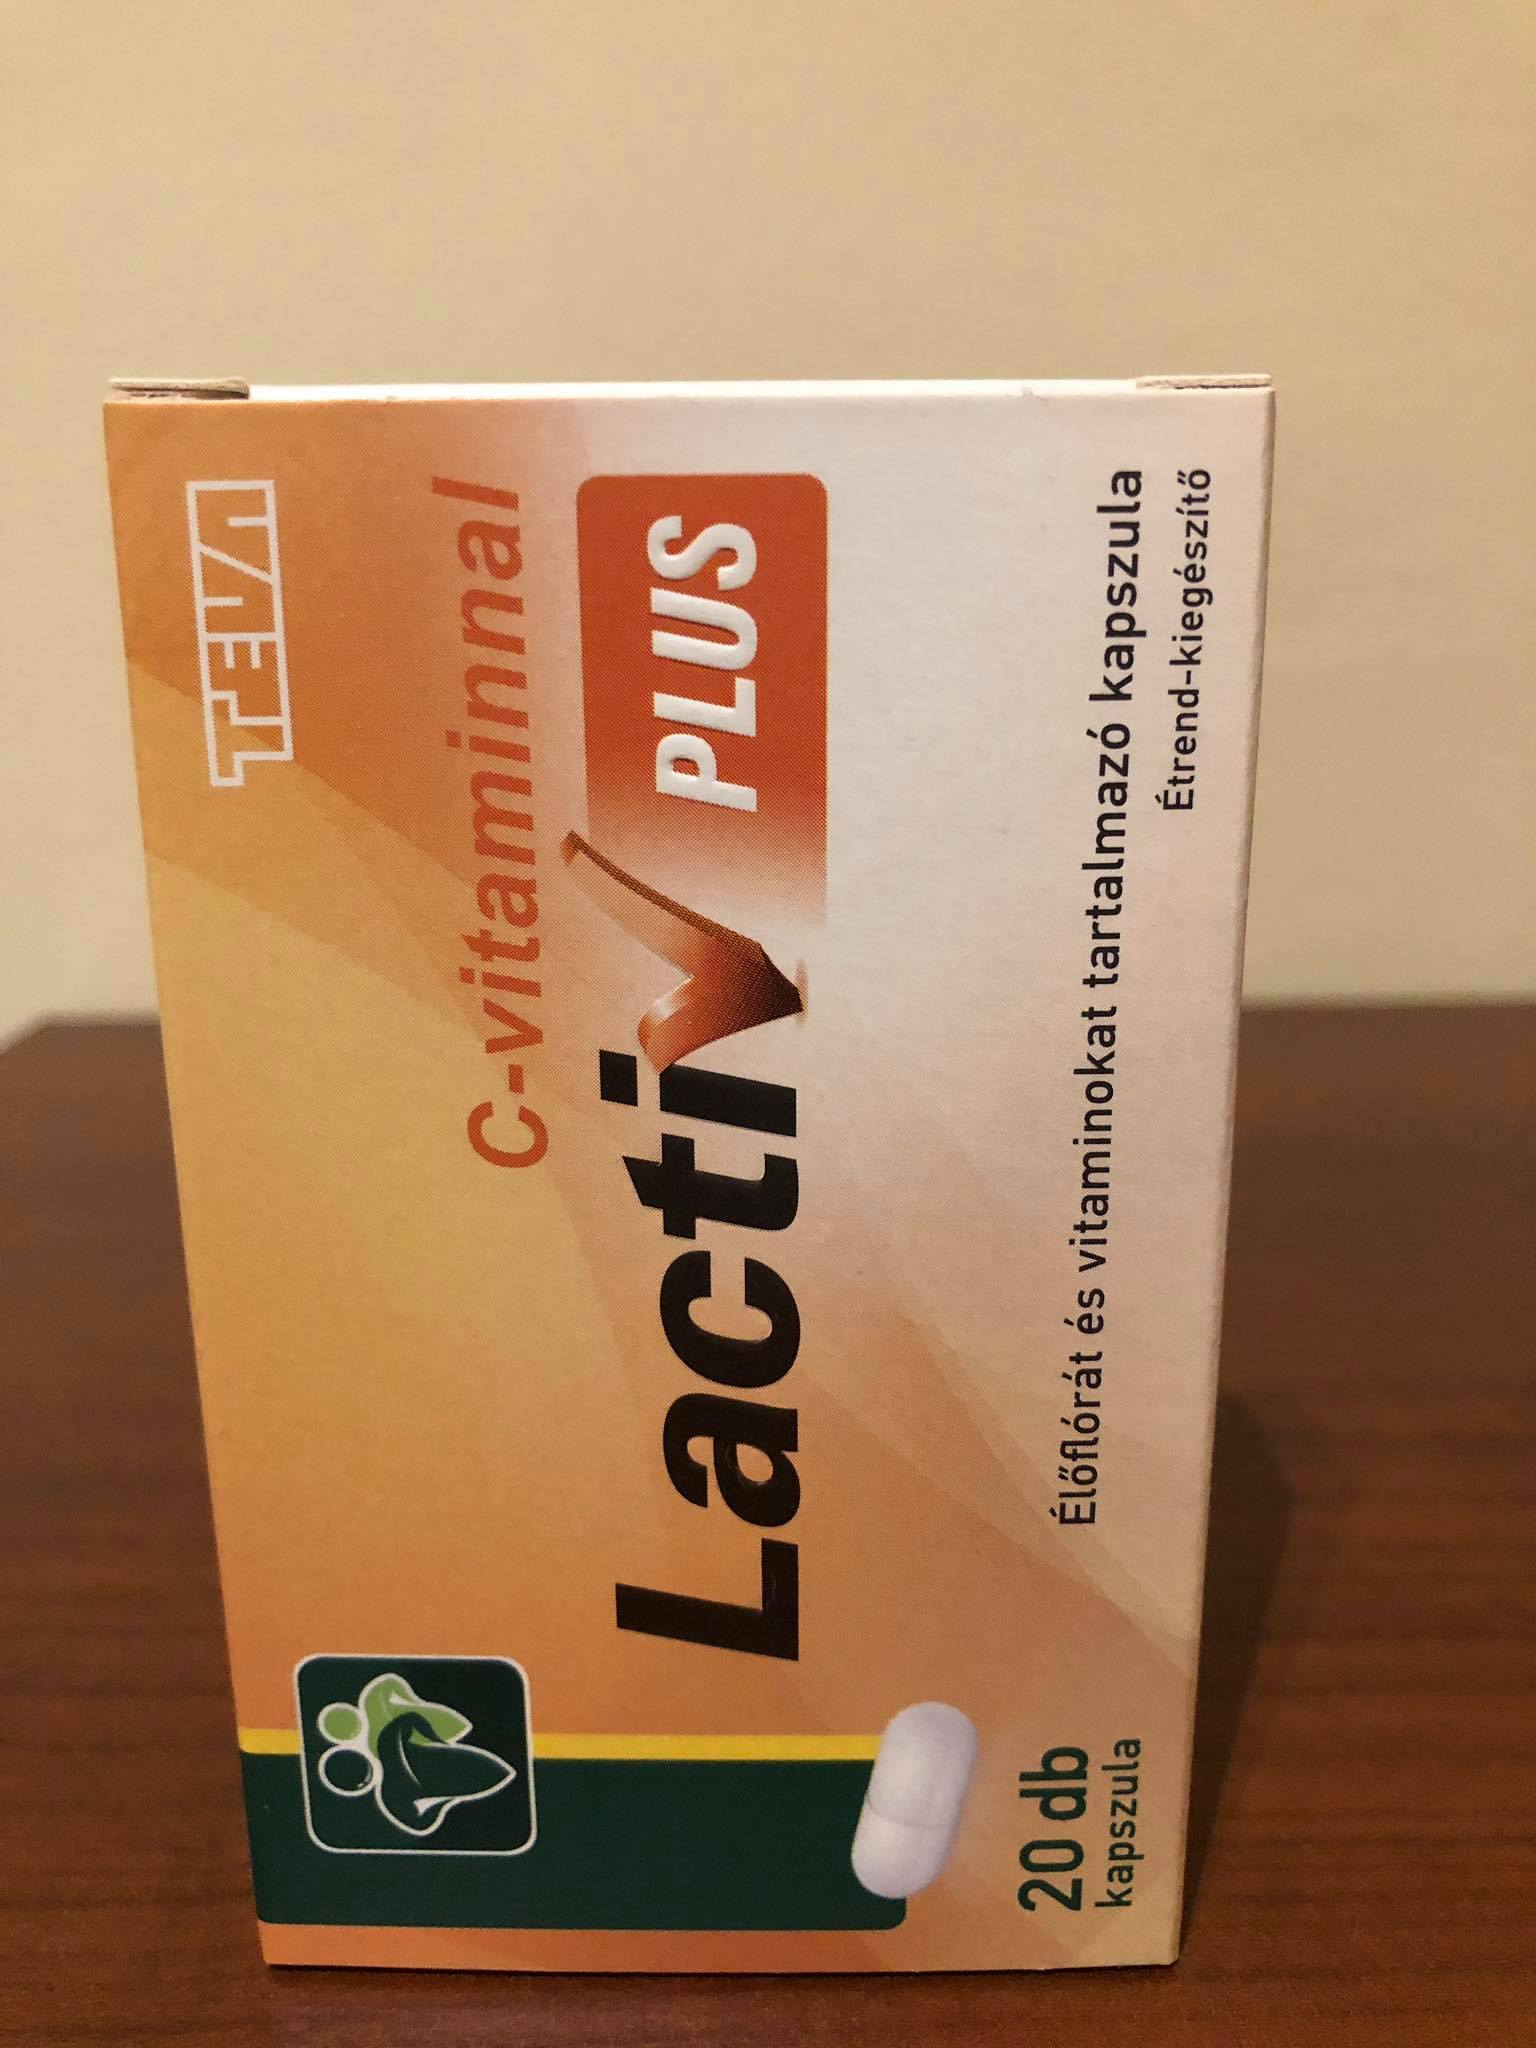 TEVA
C-vitaminnal
Lactiv PLUS
Élőflórát és vitaminokat tartalmazó kapszula
Étrend-kiegészítő
20 db
kapszula